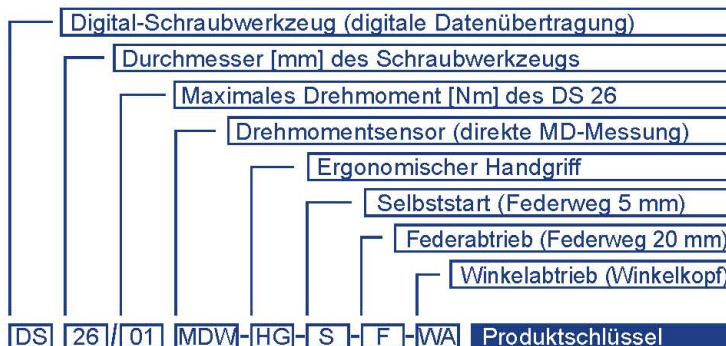 Digital-Schraubwerkzeug (digitale Datenübertragung)
Durchmesser [mm] des Schraubwerkzeugs
Maximales Drehmoment [Nm] des DS 26
Drehmomentsensor (direkte MD-Messung)
Ergonomischer Handgriff
Selbststart (Federweg 5 mm)
Federabtrieb (Federweg 20 mm)
Winkelabtrieb (Winkelkopf)
DS 26/01 MDW-HG-S-F-WA Produktschlüssel